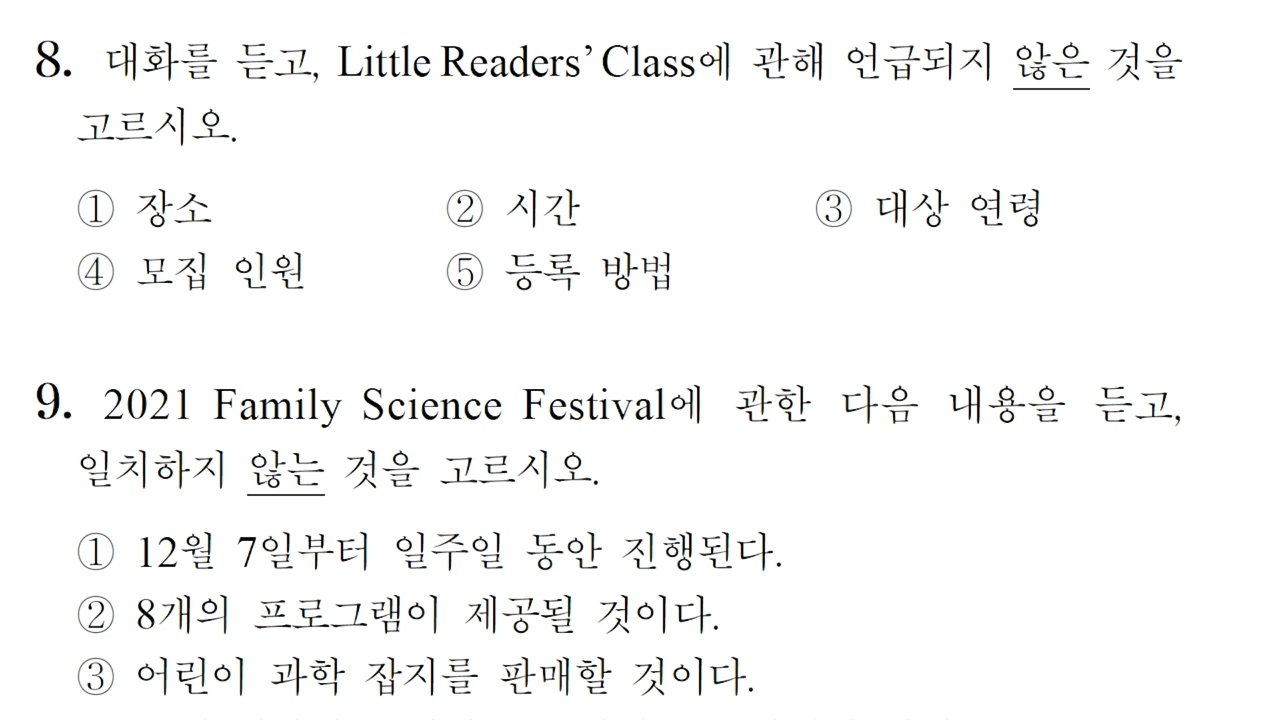 8. 대화를 듣고, Little Readers’ Class에 관해 언급되지 않은 것을
고르시오.
① 장소 ② 시간 ③ 대상 연령
④ 모집 인원 ⑤ 등록 방법
9. 2021 Family Science Festival에 관한 다음 내용을 듣고,
일치하지 않는 것을 고르시오.
① 12월 7일부터 일주일 동안 진행된다.
② 8개의 프로그램이 제공될 것이다.
③ 어린이 과학 잡지를 판매할 것이다.